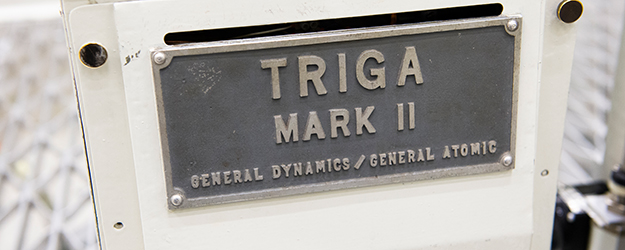 TRIGA
MARK II
GENERAL DYNAMICS/GENERAL ATOMIC